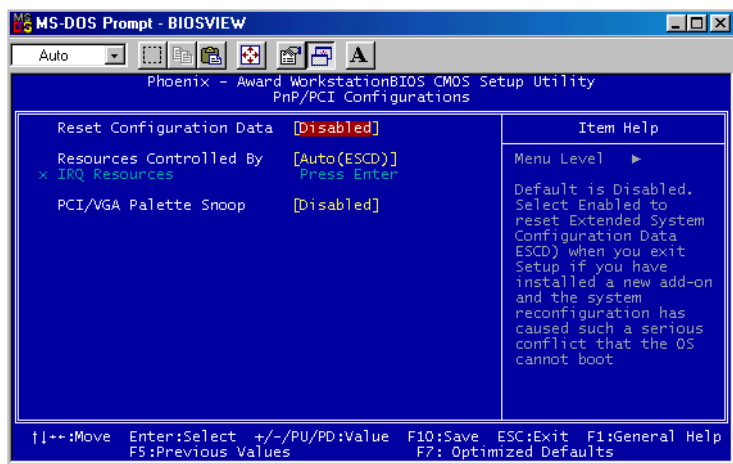 MS-DOS Prompt - BIOSVIEW
Auto
A
Phoenix - Award WorkstationBIOS CMOS Setup Utility
PnP/PCI Configurations
Reset Configuration Data [Disabled]
Resources Controlled By [Auto(ESCD)]
x IRQ Resources Press Enter
PCI/VGA Palette Snoop [Disabled]
Item Help
Menu Level ►
Default is Disabled.
Select Enabled to
reset Extended System
Configuration Data
ESCD) when you exit
Setup if you have
installed a new add-on
and the system
reconfiguration has
caused such a serious
conflict that the OS
cannot boot
↑↓←→:Move Enter:Select +/-/PU/PD:Value F10:Save ESC:Exit F1:General Help
F5:Previous Values F7: Optimized Defaults